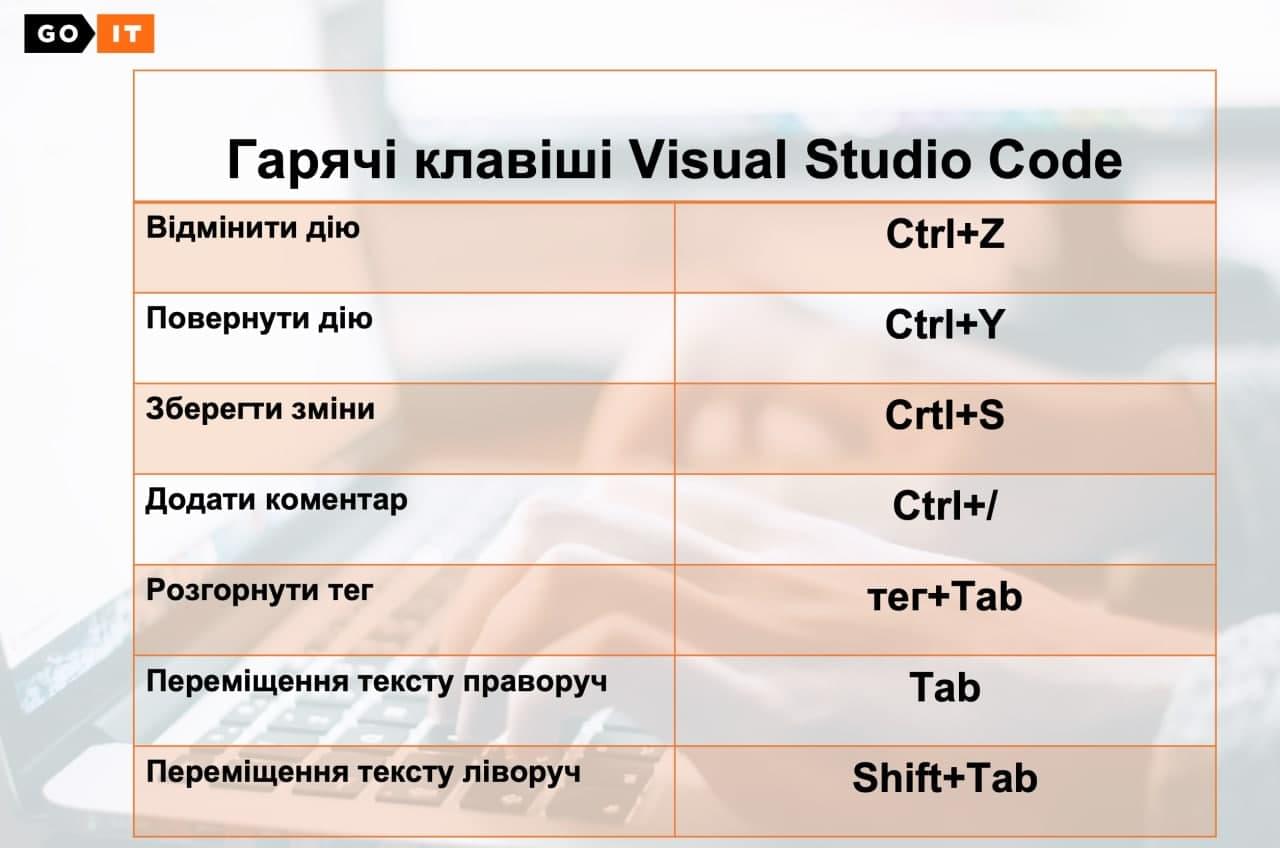 GO IT
Гарячі клавіші Visual Studio Code
Відмінити дію Ctrl+Z
Повернути дію Ctrl+Y
Зберегти зміни Crtl+S
Додати коментар Ctrl+/
Розгорнути тег тег+Tab
Переміщення тексту праворуч Tab
Переміщення тексту ліворуч Shift+Tab